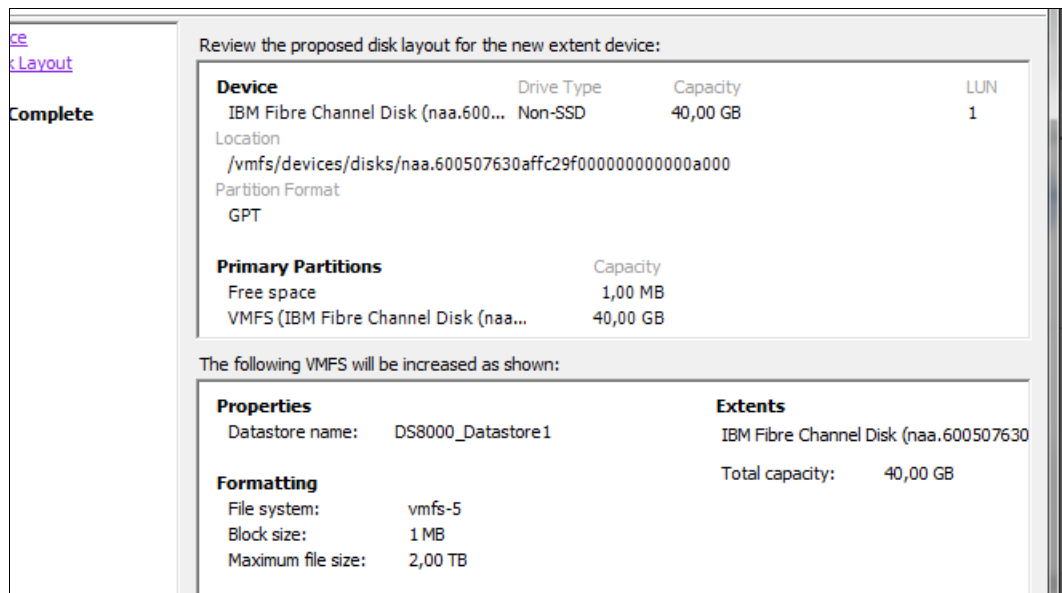 ce
k Layout
Complete
Review the proposed disk layout for the new extent device:
Device Drive Type Capacity LUN
IBM Fibre Channel Disk (naa.600... Non-SSD 40,00 GB 1
Location
/vmfs/devices/disks/naa.600507630affc29f000000000000a000
Partition Format
GPT
Primary Partitions Capacity
Free space 1,00 MB
VMFS (IBM Fibre Channel Disk (naa... 40,00 GB
The following VMFS will be increased as shown:
Properties Extents
Datastore name: DS8000_Datastore1 IBM Fibre Channel Disk (naa.600507630
Total capacity: 40,00 GB
Formatting
File system: vmfs-5
Block size: 1 MB
Maximum file size: 2,00 TB